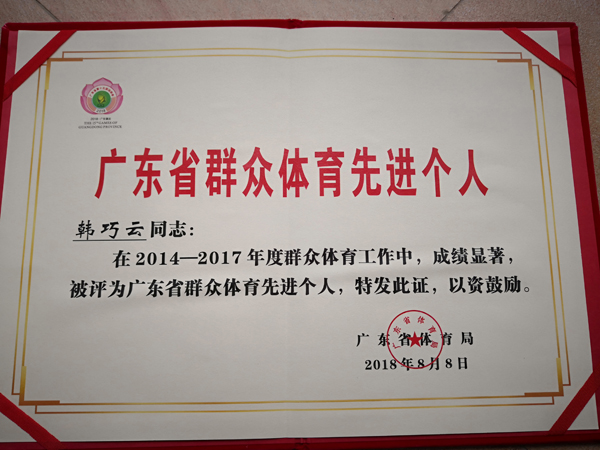 广东省群众体育先进个人
韩巧云同志：
在2014—2017年度群众体育工作中，成绩显著，
被评为广东省群众体育先进个人，特发此证，以资鼓励。
广东省体育局
2018年8月8日